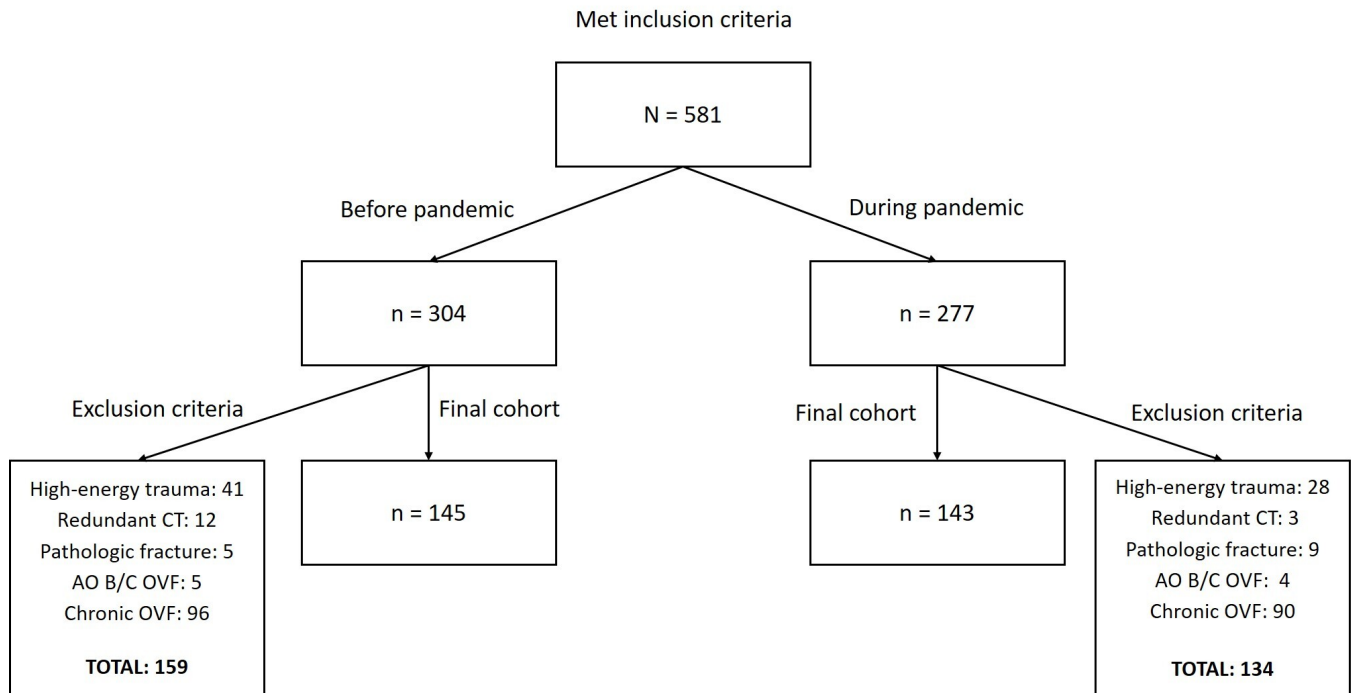 Met inclusion criteria
N = 581
Before pandemic
During pandemic
n = 304
n = 277
Exclusion criteria
Final cohort
Final cohort
Exclusion criteria
High-energy trauma: 41
Redundant CT: 12
Pathologic fracture: 5
AO B/C OVF: 5
Chronic OVF: 96
TOTAL: 159
n = 145
n = 143
High-energy trauma: 28
Redundant CT: 3
Pathologic fracture: 9
AO B/C OVF:  4
Chronic OVF: 90
TOTAL: 134